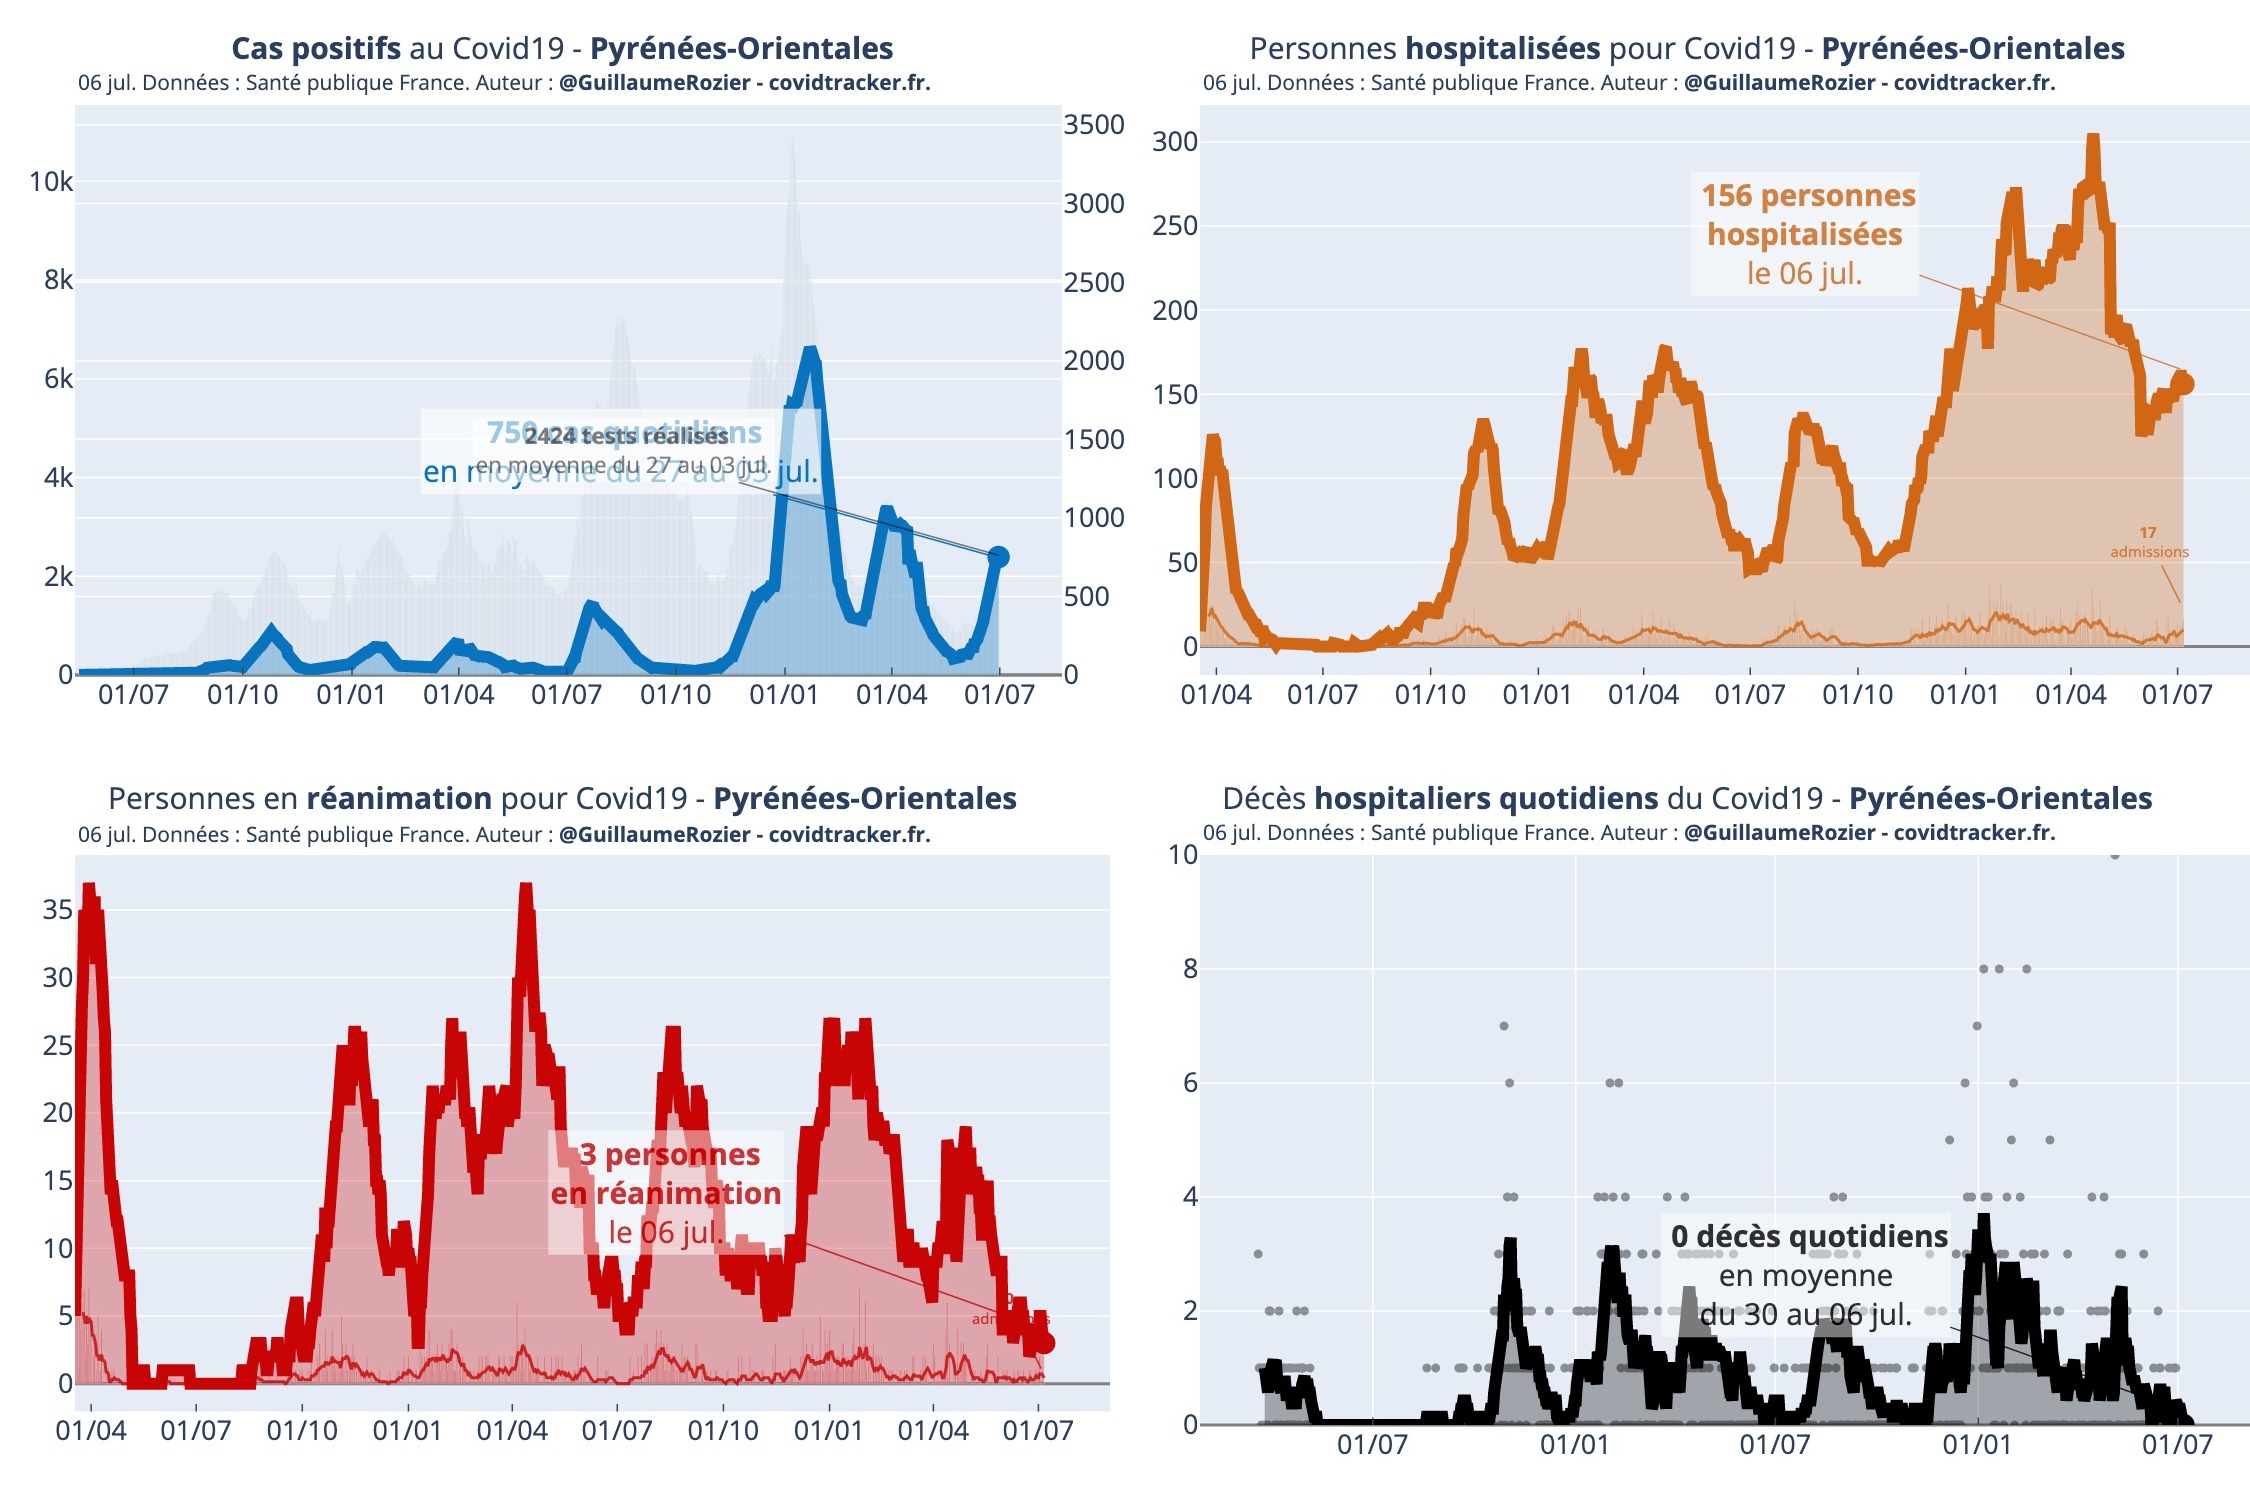 Cas positifs au Covid19 - Pyrénées-Orientales
06 jul. Données : Santé publique France. Auteur : @GuillaumeRozier - covidtracker.fr.
10k
8k
6k
4k
2k
0
3500
3000
2500
2000
1500
1000
500
0
cas quotidiens
en moyenne du 27 au 03 jul.
2424 tests réalisés
en moyenne du 27 au 03 jul.
01/07 01/10 01/01 01/04 01/07 01/10 01/01 01/04 01/07
Personnes hospitalisées pour Covid19 - Pyrénées-Orientales
06 jul. Données : Santé publique France. Auteur : @GuillaumeRozier - covidtracker.fr.
300
250
200
150
100
50
0
156 personnes
hospitalisées
le 06 jul.
17
admissions
01/04 01/07 01/10 01/01 01/04 01/07 01/10 01/01 01/04 01/07
Personnes en réanimation pour Covid19 - Pyrénées-Orientales
06 jul. Données : Santé publique France. Auteur : @GuillaumeRozier - covidtracker.fr.
35
30
25
20
15
10
5
0
3 personnes
en réanimation
le 06 jul.
01/04 01/07 01/10 01/01 01/04 01/07 01/10 01/01 01/04 01/07
Décès hospitaliers quotidiens du Covid19 - Pyrénées-Orientales
06 jul. Données : Santé publique France. Auteur : @GuillaumeRozier - covidtracker.fr.
10
8
6
4
2
0
0 décès quotidiens
en moyenne
du 30 au 06 jul.
01/07 01/01 01/07 01/01 01/07